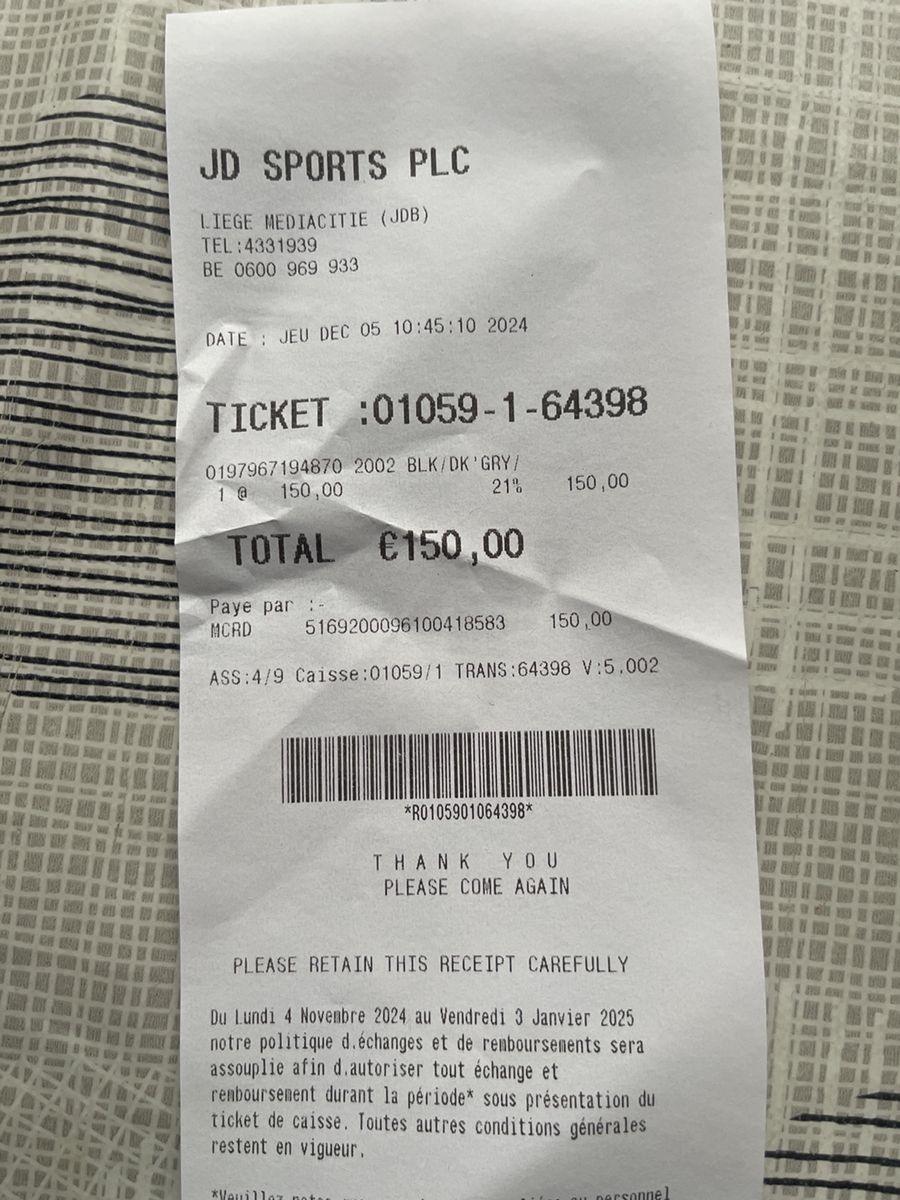 JD SPORTS PLC
LIEGE MEDIACITIE (JDB)
TEL:4331939
BE 0600 969 933
DATE : JEU DEC 05 10:45:10 2024
TICKET :01059-1-64398
0197967194870 2002 BLK/DK'GRY/
1 @ 150,00 21% 150,00
TOTAL €150,00
Paye par :-
MCRD 5169200096100418583 150,00
ASS:4/9 Caisse:01059/1 TRANS:64398 V:5.002
*R0105901064398*
THANK YOU
PLEASE COME AGAIN
PLEASE RETAIN THIS RECEIPT CAREFULLY
Du Lundi 4 Novembre 2024 au Vendredi 3 Janvier 2025
notre politique d.échanges et de remboursements sera
assouplie afin d.autoriser tout échange et
remboursement durant la période* sous présentation du
ticket de caisse. Toutes autres conditions générales
restent en vigueur.
*Veuillez noter personnel